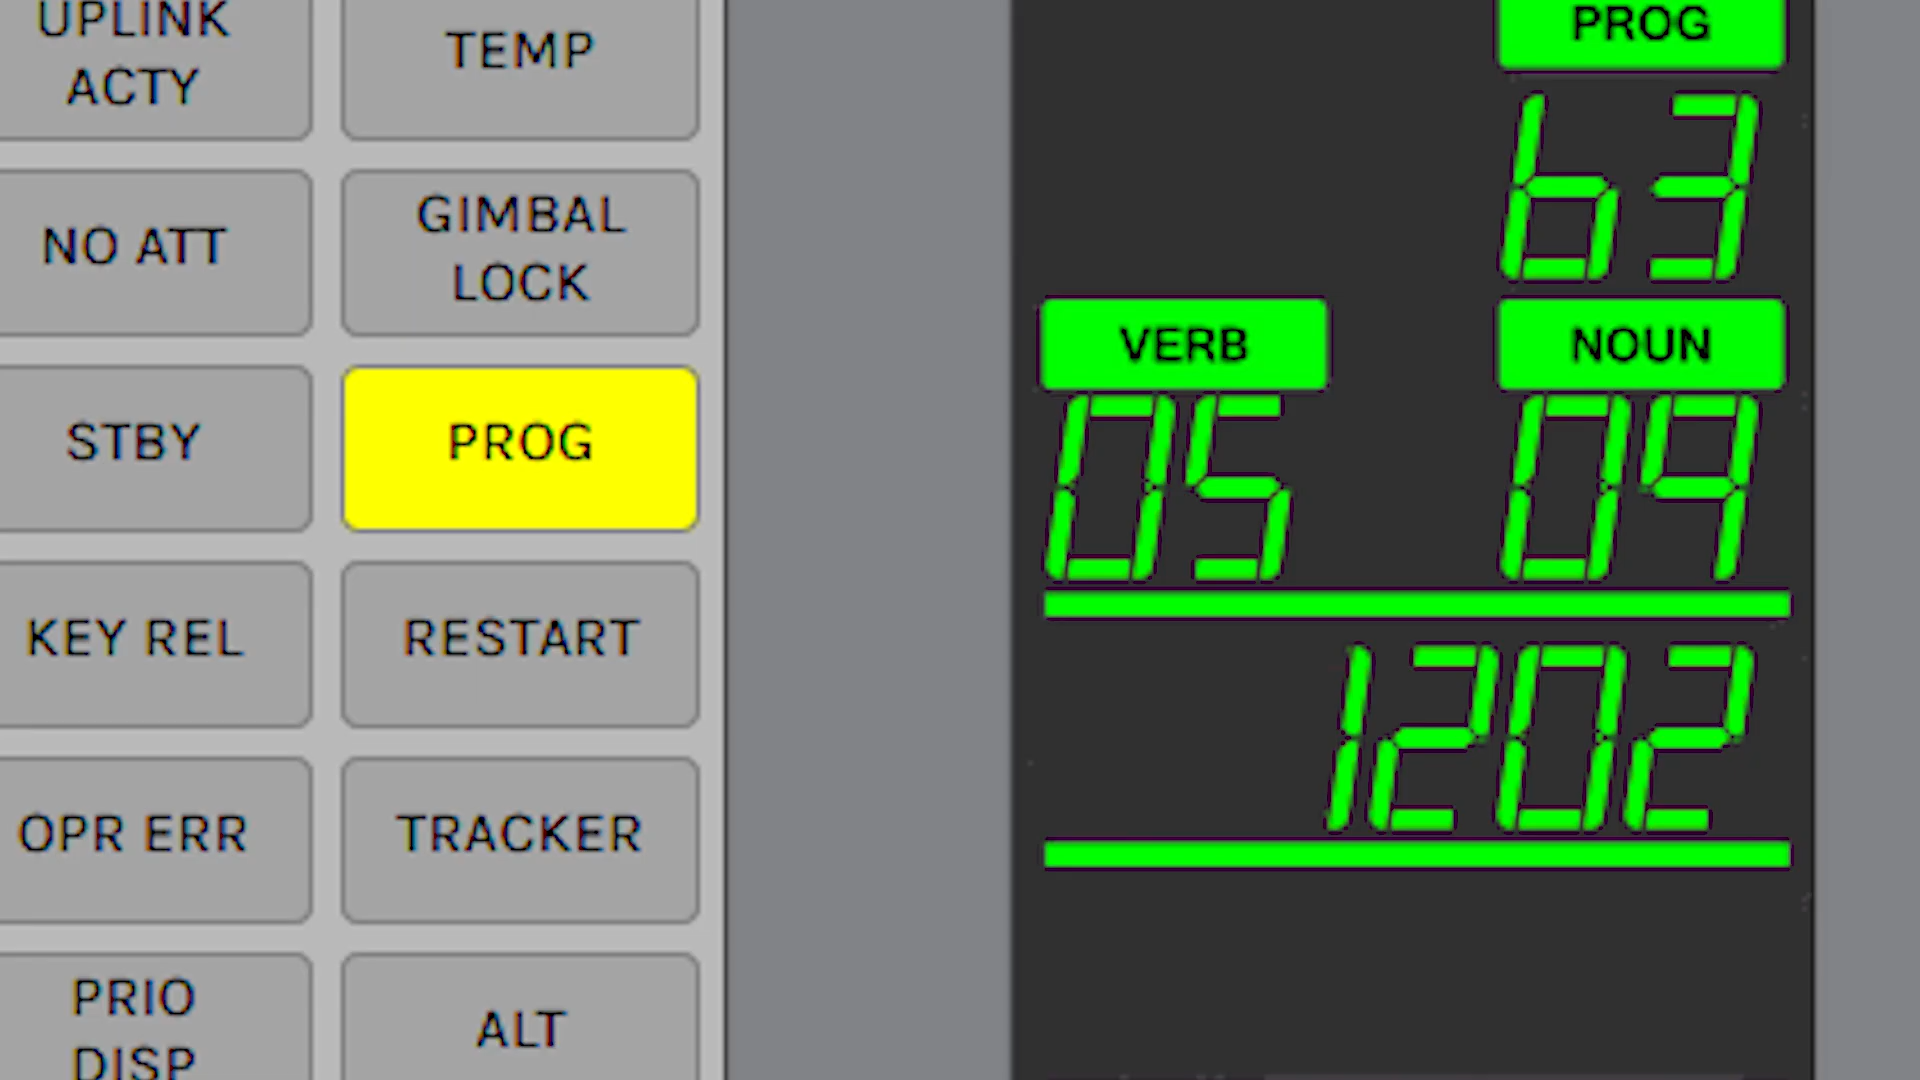 UPLINK
ACTY
TEMP
NO ATT
GIMBAL
LOCK
STBY
PROG
KEY REL
RESTART
OPR ERR
TRACKER
PRIO
DISP
ALT
PROG
63
VERB
NOUN
05
09
1202